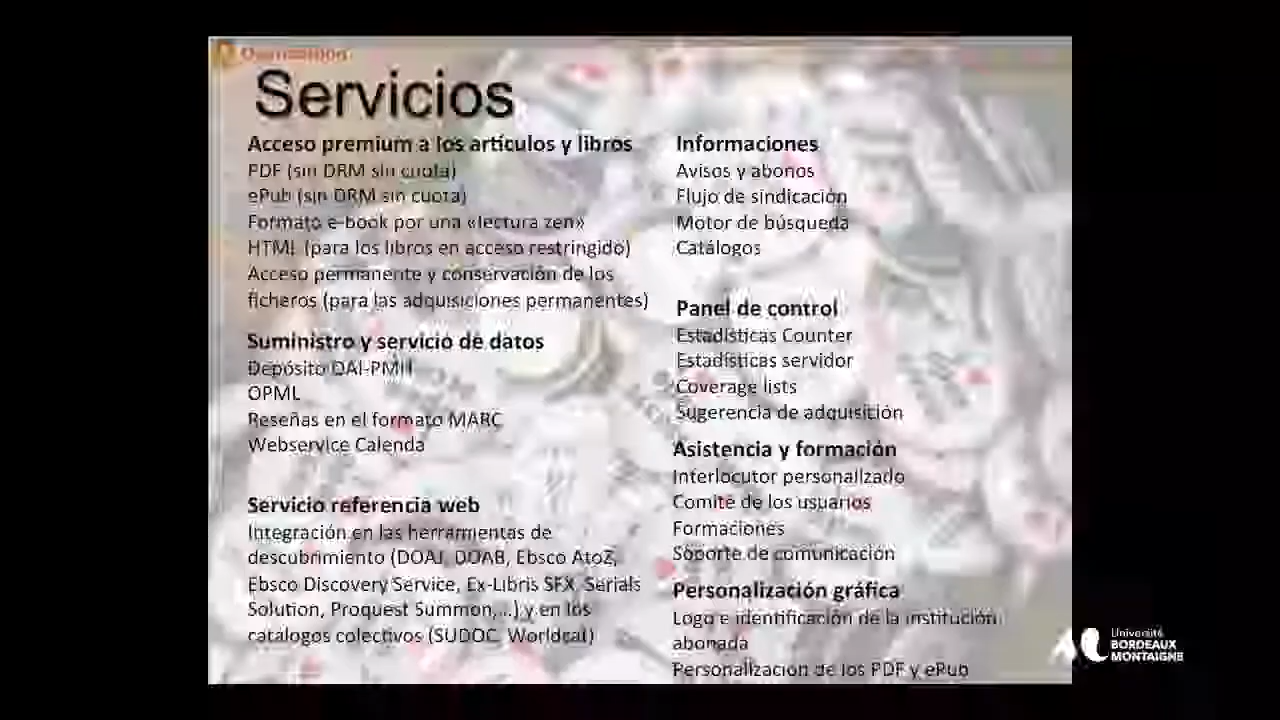 Servicios
Acceso premium a los artículos y libros
PDF (sin DRM sin cuota)
ePub (sin DRM sin cuota)
Formato e-book por una «lectura zen»
HTML (para los libros en acceso restringido)
Acceso permanente y conservación de los
ficheros (para las adquisiciones permanentes)
Suministro y servicio de datos
Depósito OAI-PMH
OPML
Reseñas en el formato MARC
Webservice Calenda
Servicio referencia web
Integración en las herramientas de
descubrimiento (DOAJ, DOAB, Ebsco AtoZ,
Ebsco Discovery Service, Ex-Libris SFX, Serials
Solution, Proquest Summon,...) y en los
catálogos colectivos (SUDOC, Worldcat)
Informaciones
Avisos y abonos
Flujo de sindicación
Motor de búsqueda
Catálogos
Panel de control
Estadísticas Counter
Estadísticas servidor
Coverage lists
Sugerencia de adquisición
Asistencia y formación
Interlocutor personalizado
Comité de los usuarios
Formaciones
Soporte de comunicación
Personalización gráfica
Logo e identificación de la institución
abonada
Personalización de los PDF y ePub
Université
BORDEAUX
MONTAIGNE